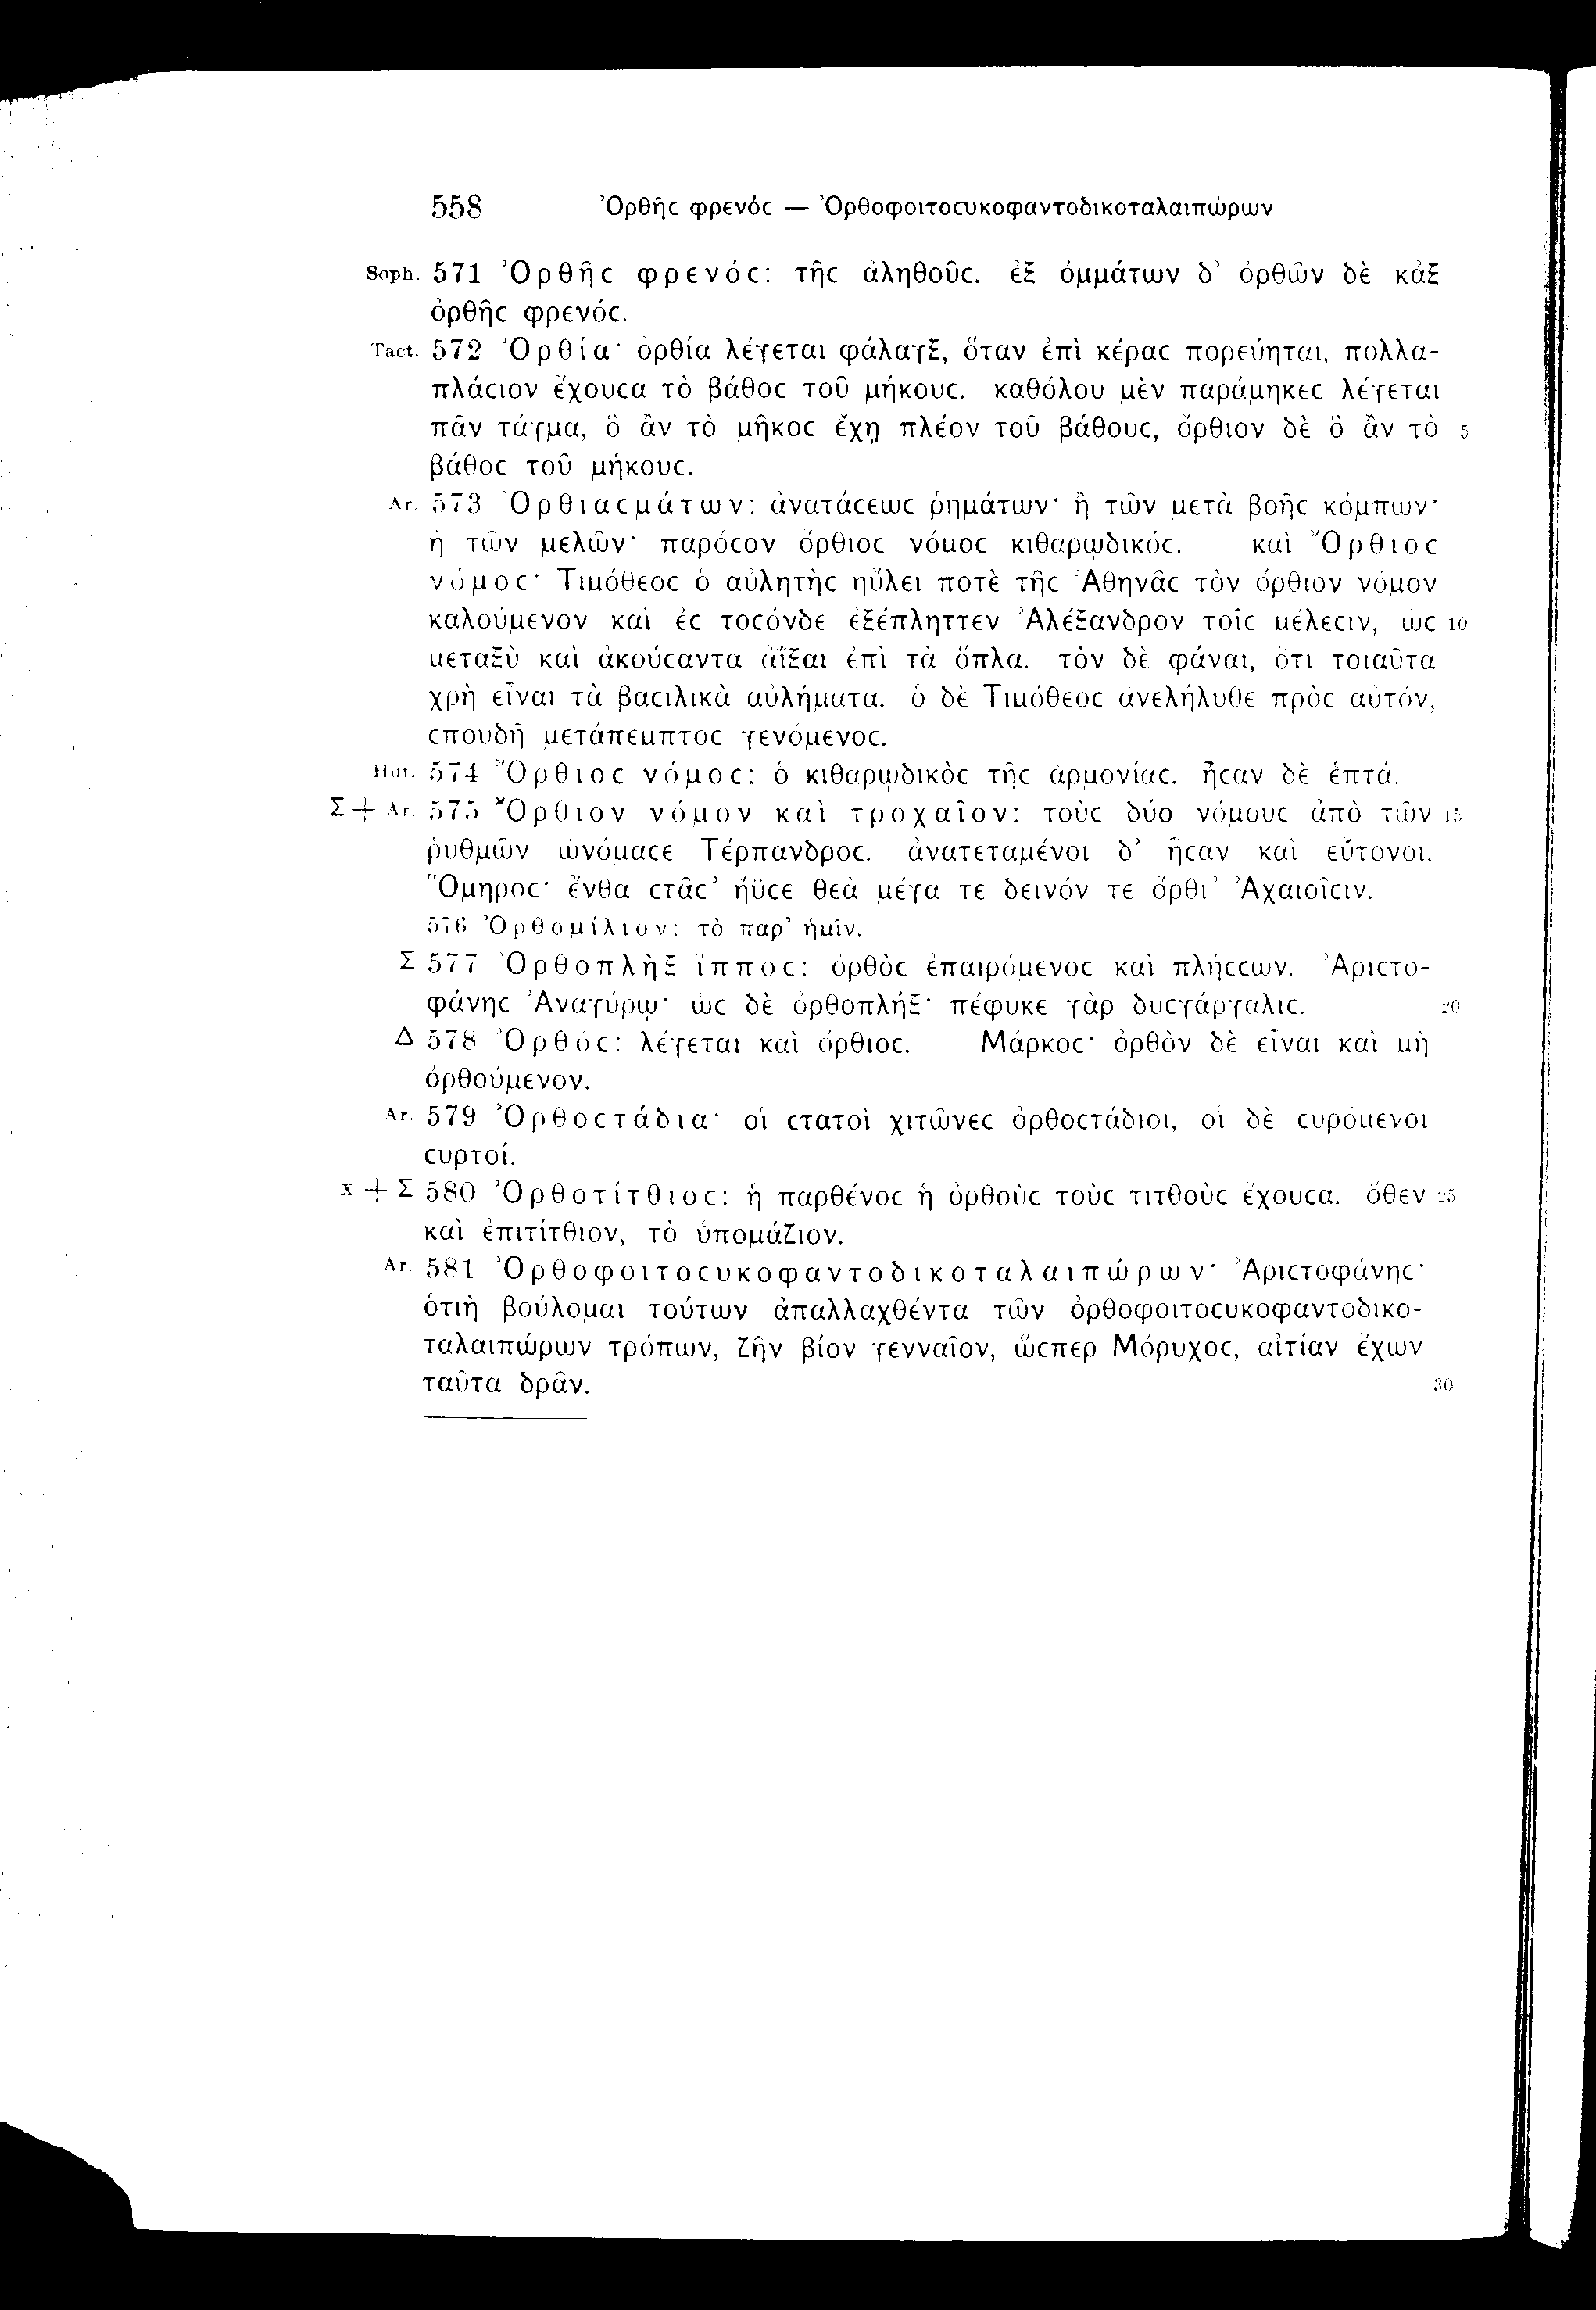 558 Ὀρθῆϲ φρενόϲ — Ὀρθοφοιτοϲυκοφαντοδικοταλαιπώρων
Soph. 571 Ὀρθῆϲ φρενόϲ: τῆϲ ἀληθοῦϲ. ἐξ ὀμμάτων δ’ ὀρθῶν δὲ κἀξ
ὀρθῆϲ φρενόϲ.
Tact. 572 Ὀρθία· ὀρθία λέγεται φάλαγξ, ὅταν ἐπὶ κέραϲ πορεύηται, πολλα-
πλάϲιον ἔχουϲα τὸ βάθοϲ τοῦ μήκουϲ. καθόλου μὲν παράμηκεϲ λέγεται
πᾶν τάγμα, ὃ ἂν τὸ μῆκοϲ ἔχῃ πλέον τοῦ βάθουϲ, ὄρθιον δὲ ὃ ἂν τὸ 5
βάθοϲ τοῦ μήκουϲ.
Ar. 573 Ὀρθιαϲμάτων: ἀνατάϲεωϲ ῥημάτων· ἢ τῶν μετὰ βοῆϲ κόμπων·
ἢ τῶν μελῶν· παρόϲον ὄρθιοϲ νόμοϲ κιθαρῳδικόϲ. καὶ Ὄρθιοϲ
νόμοϲ· Τιμόθεοϲ ὁ αὐλητὴϲ ηὔλει ποτὲ τῆϲ Ἀθηνᾶϲ τὸν ὄρθιον νόμον
καλούμενον καὶ ἐϲ τοϲόνδε ἐξέπληττεν Ἀλέξανδρον τοῖϲ μέλεϲιν, ὡϲ 10
μεταξὺ καὶ ἀκούϲαντα ἀΐξαι ἐπὶ τὰ ὅπλα. τὸν δὲ φάναι, ὅτι τοιαῦτα
χρὴ εἶναι τὰ βαϲιλικὰ αὐλήματα. ὁ δὲ Τιμόθεοϲ ἀνελήλυθε πρὸϲ αὐτόν,
ϲπουδῇ μετάπεμπτοϲ γενόμενοϲ.
Har. 574 Ὄρθιοϲ νόμοϲ: ὁ κιθαρῳδικὸϲ τῆϲ ἁρμονίαϲ. ἦϲαν δὲ ἑπτά.
Σ + Ar. 575 Ὄρθιον νόμον καὶ τροχαῖον: τοὺϲ δύο νόμουϲ ἀπὸ τῶν 15
ῥυθμῶν ὠνόμαϲε Τέρπανδροϲ. ἀνατεταμένοι δ’ ἦϲαν καὶ εὔτονοι.
Ὅμηροϲ· ἔνθα ϲτᾶϲ’ ἤϋϲε θεὰ μέγα τε δεινόν τε ὄρθι’ Ἀχαιοῖϲιν.
576 Ὀρθομίλιον: τὸ παρ’ ἡμῖν.
Σ 577 Ὀρθοπλὴξ ἵπποϲ: ὀρθὸϲ ἐπαιρόμενοϲ καὶ πλήϲϲων. Ἀριϲτο-
φάνηϲ Ἀναγύρῳ· ὡϲ δὲ ὀρθοπλήξ· πέφυκε γὰρ δυϲγάργαλιϲ. 20
Δ 578 Ὀρθόϲ: λέγεται καὶ ὄρθιοϲ. Μάρκοϲ· ὀρθὸν δὲ εἶναι καὶ μὴ
ὀρθούμενον.
Ar. 579 Ὀρθοϲτάδια· οἱ ϲτατοὶ χιτῶνεϲ ὀρθοϲτάδιοι, οἱ δὲ ϲυρόμενοι
ϲυρτοί.
x + Σ 580 Ὀρθοτίτθιοϲ: ἡ παρθένοϲ ἡ ὀρθοὺϲ τοὺϲ τιτθοὺϲ ἔχουϲα. ὅθεν 25
καὶ ἐπιτίτθιον, τὸ ὑπομάζιον.
Ar. 581 Ὀρθοφοιτοϲυκοφαντοδικοταλαιπώρων· Ἀριϲτοφάνηϲ·
ὁτιὴ βούλομαι τούτων ἀπαλλαχθέντα τῶν ὀρθοφοιτοϲυκοφαντοδικο-
ταλαιπώρων τρόπων, ζῆν βίον γενναῖον, ὥϲπερ Μόρυχοϲ, αἰτίαν ἔχων
ταῦτα δρᾶν. 30